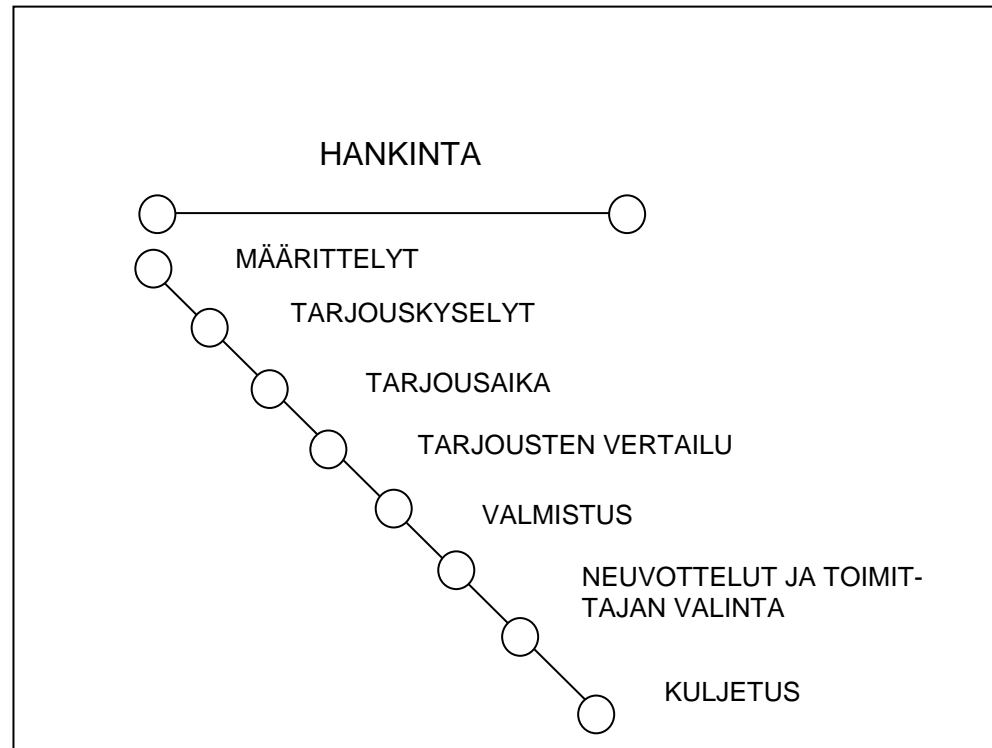 HANKINTA
MÄÄRITTELYT
TARJOUSKYSELYT
TARJOUSAIKA
TARJOUSTEN VERTAILU
VALMISTUS
NEUVOTTELUT JA TOIMIT-
TAJAN VALINTA
KULJETUS